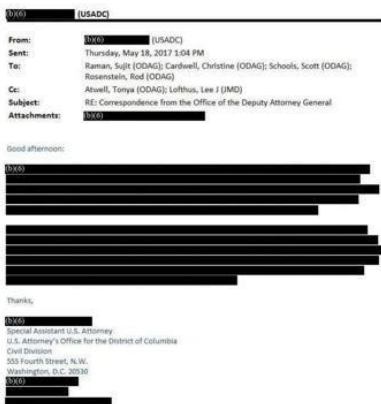 (b)(6) (USADC)
From: (b)(6) (USADC)
Sent: Thursday, May 18, 2017 1:04 PM
To: Raman, Sujit (ODAG); Cardwell, Christine (ODAG); Schools, Scott (ODAG);
Rosenstein, Rod (ODAG)
Cc: Atwell, Tonya (ODAG); Lofthus, Lee J (JMD)
Subject: RE: Correspondence from the Office of the Deputy Attorney General
Attachments: (b)(6)
Good afternoon:
(b)(6)
Thanks,
(b)(6)
Special Assistant U.S. Attorney
U.S. Attorney's Office for the District of Columbia
Civil Division
555 Fourth Street, N.W.
Washington, D.C. 20530
(b)(6)